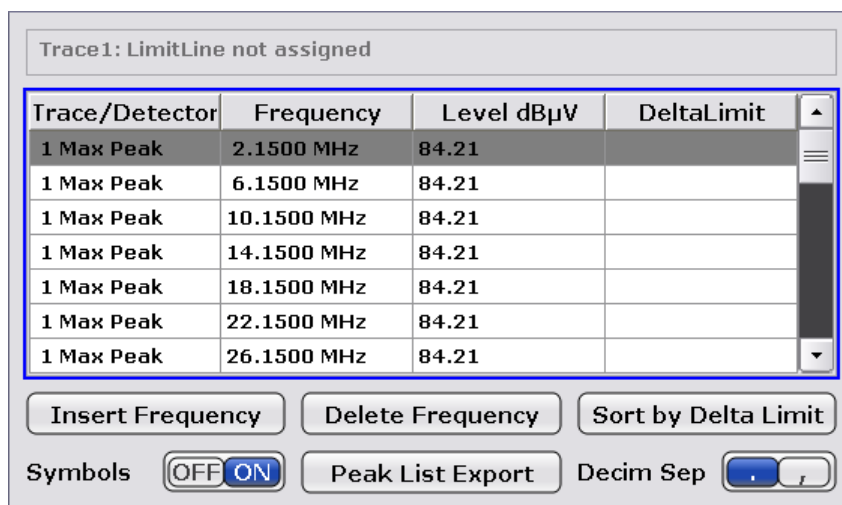 Trace1: LimitLine not assigned
Trace/Detector Frequency Level dBµV DeltaLimit
1 Max Peak 2.1500 MHz 84.21
1 Max Peak 6.1500 MHz 84.21
1 Max Peak 10.1500 MHz 84.21
1 Max Peak 14.1500 MHz 84.21
1 Max Peak 18.1500 MHz 84.21
1 Max Peak 22.1500 MHz 84.21
1 Max Peak 26.1500 MHz 84.21
Insert Frequency Delete Frequency Sort by Delta Limit
Symbols OFF ON Peak List Export Decim Sep . ,